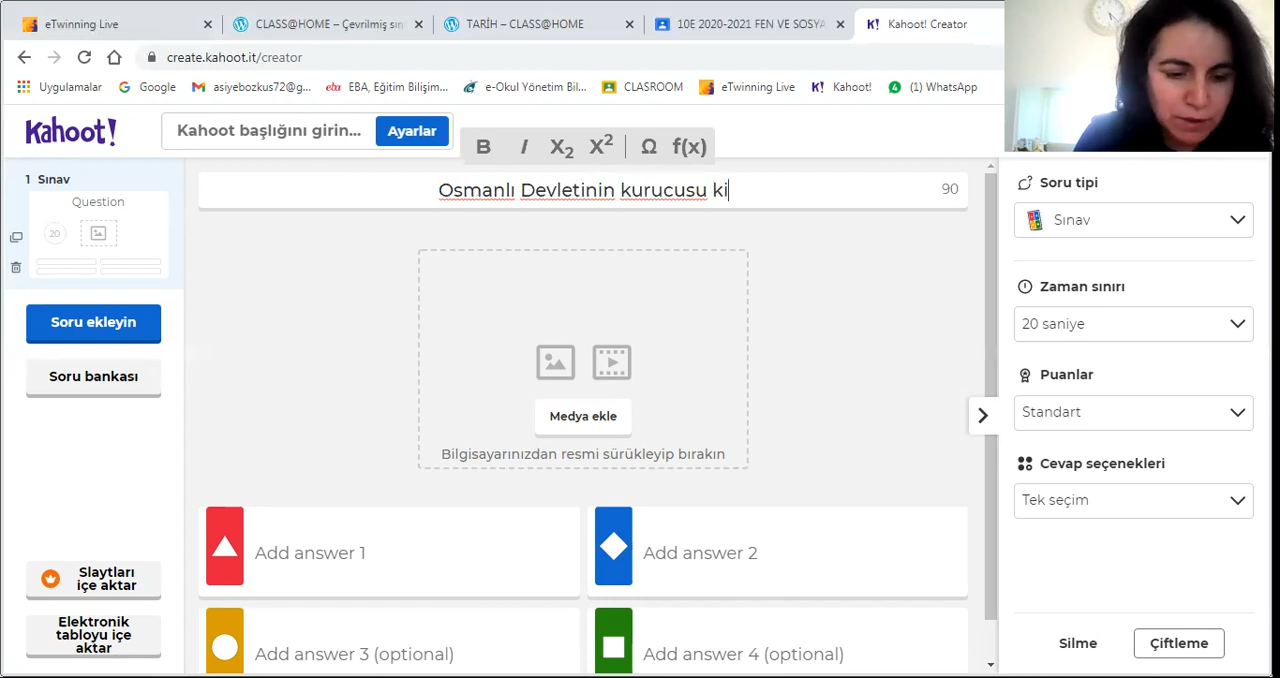 eTwinning Live
CLASS@HOME – Çevrilmiş sın
TARİH – CLASS@HOME
10E 2020-2021 FEN VE SOSYA
K! Kahoot! Creator
create.kahoot.it/creator
Uygulamalar
Google
asiyebozkus72@g...
eba EBA, Eğitim Bilişim...
e-Okul Yönetim Bil...
CLASROOM
eTwinning Live
K! Kahoot!
(1) WhatsApp
Kahoot!
Kahoot başlığını girin...
Ayarlar
B I X2 X2 Ω f(x)
1 Sınav
Question
20
Soru ekleyin
Soru bankası
Slaytları
içe aktar
Elektronik
tabloyu içe
aktar
Osmanlı Devletinin kurucusu ki
90
Medya ekle
Bilgisayarınızdan resmi sürükleyip bırakın
Add answer 1
Add answer 2
Add answer 3 (optional)
Add answer 4 (optional)
Soru tipi
Sınav
Zaman sınırı
20 saniye
Puanlar
Standart
Cevap seçenekleri
Tek seçim
Silme
Çiftleme